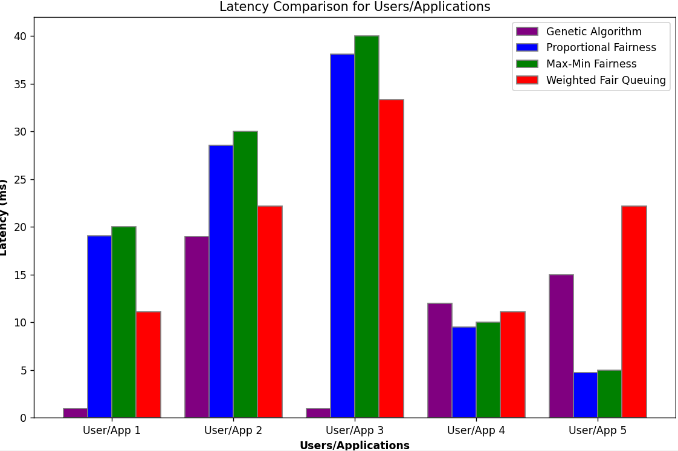 Latency Comparison for Users/Applications
Genetic Algorithm
Proportional Fairness
Max-Min Fairness
Weighted Fair Queuing
40
35
30
25
20
15
10
5
0
Latency (ms)
User/App 1
User/App 2
User/App 3
User/App 4
User/App 5
Users/Applications